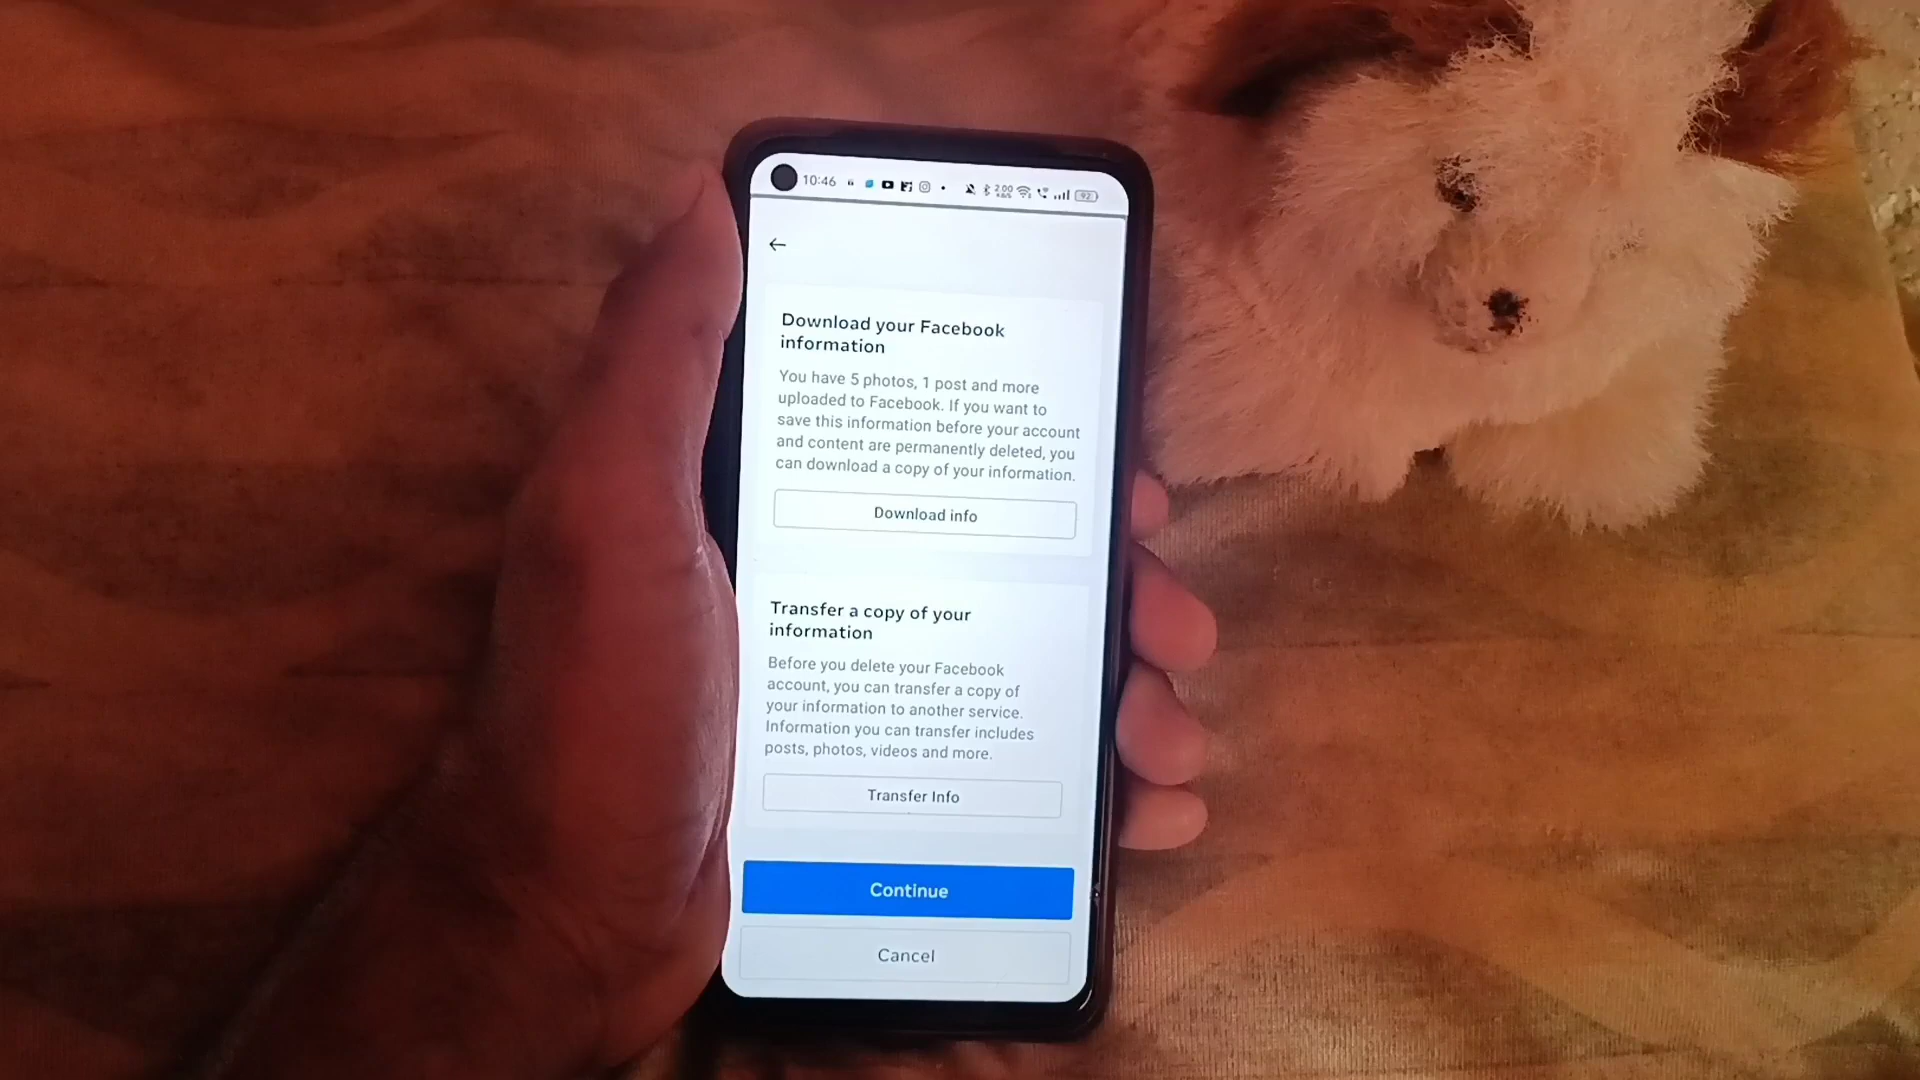 10:46
2.00
92
Download your Facebook
information
You have 5 photos, 1 post and more
uploaded to Facebook. If you want to
save this information before your account
and content are permanently deleted, you
can download a copy of your information.
Download info
Transfer a copy of your
information
Before you delete your Facebook
account, you can transfer a copy of
your information to another service.
Information you can transfer includes
posts, photos, videos and more.
Transfer Info
Continue
Cancel